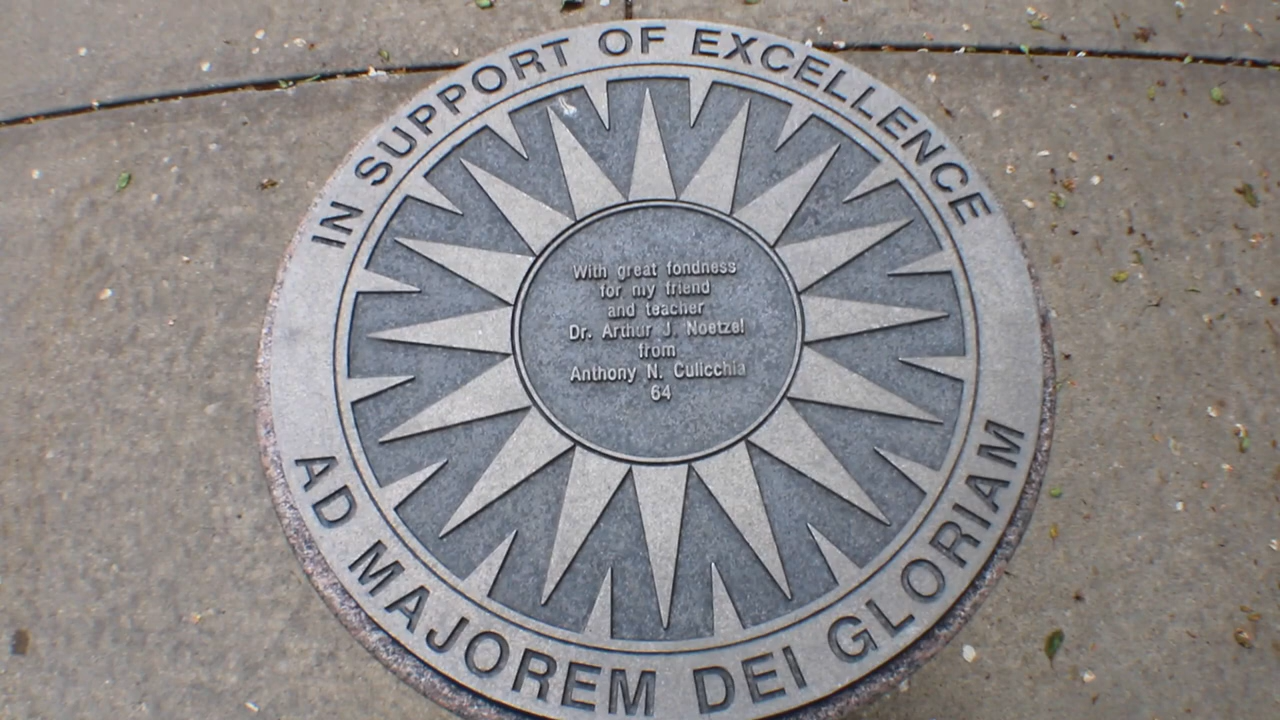 IN SUPPORT OF EXCELLENCE
With great fondness
for my friend
and teacher
Dr. Arthur J. Noetzel
from
Anthony N. Culicchia
64
AD MAJOREM DEI GLORIAM